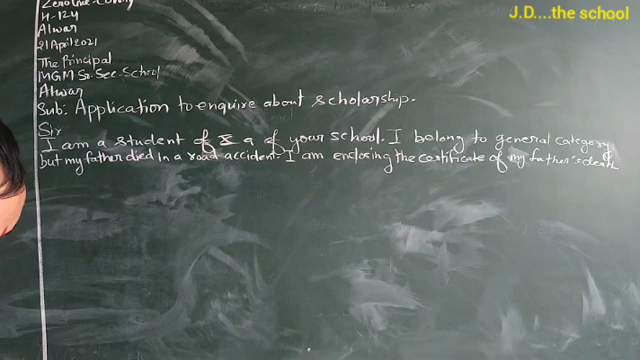 J.D....the school
H-124
Alwar
21 April 2021
The Principal
MGM Sr. Sec. School
Alwar
Sub: Application to enquire about scholarship.
Sir
I am a student of X a of your school. I belong to general category
but my father died in a road accident. I am enclosing the certificate of my father's death